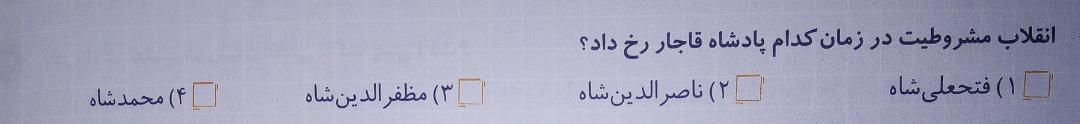 انقلاب مشروطیت در زمان کدام پادشاه قاجار رخ داد؟
۱) فتحعلی‌شاه ۲) ناصرالدین‌شاه ۳) مظفرالدین‌شاه ۴) محمدشاه